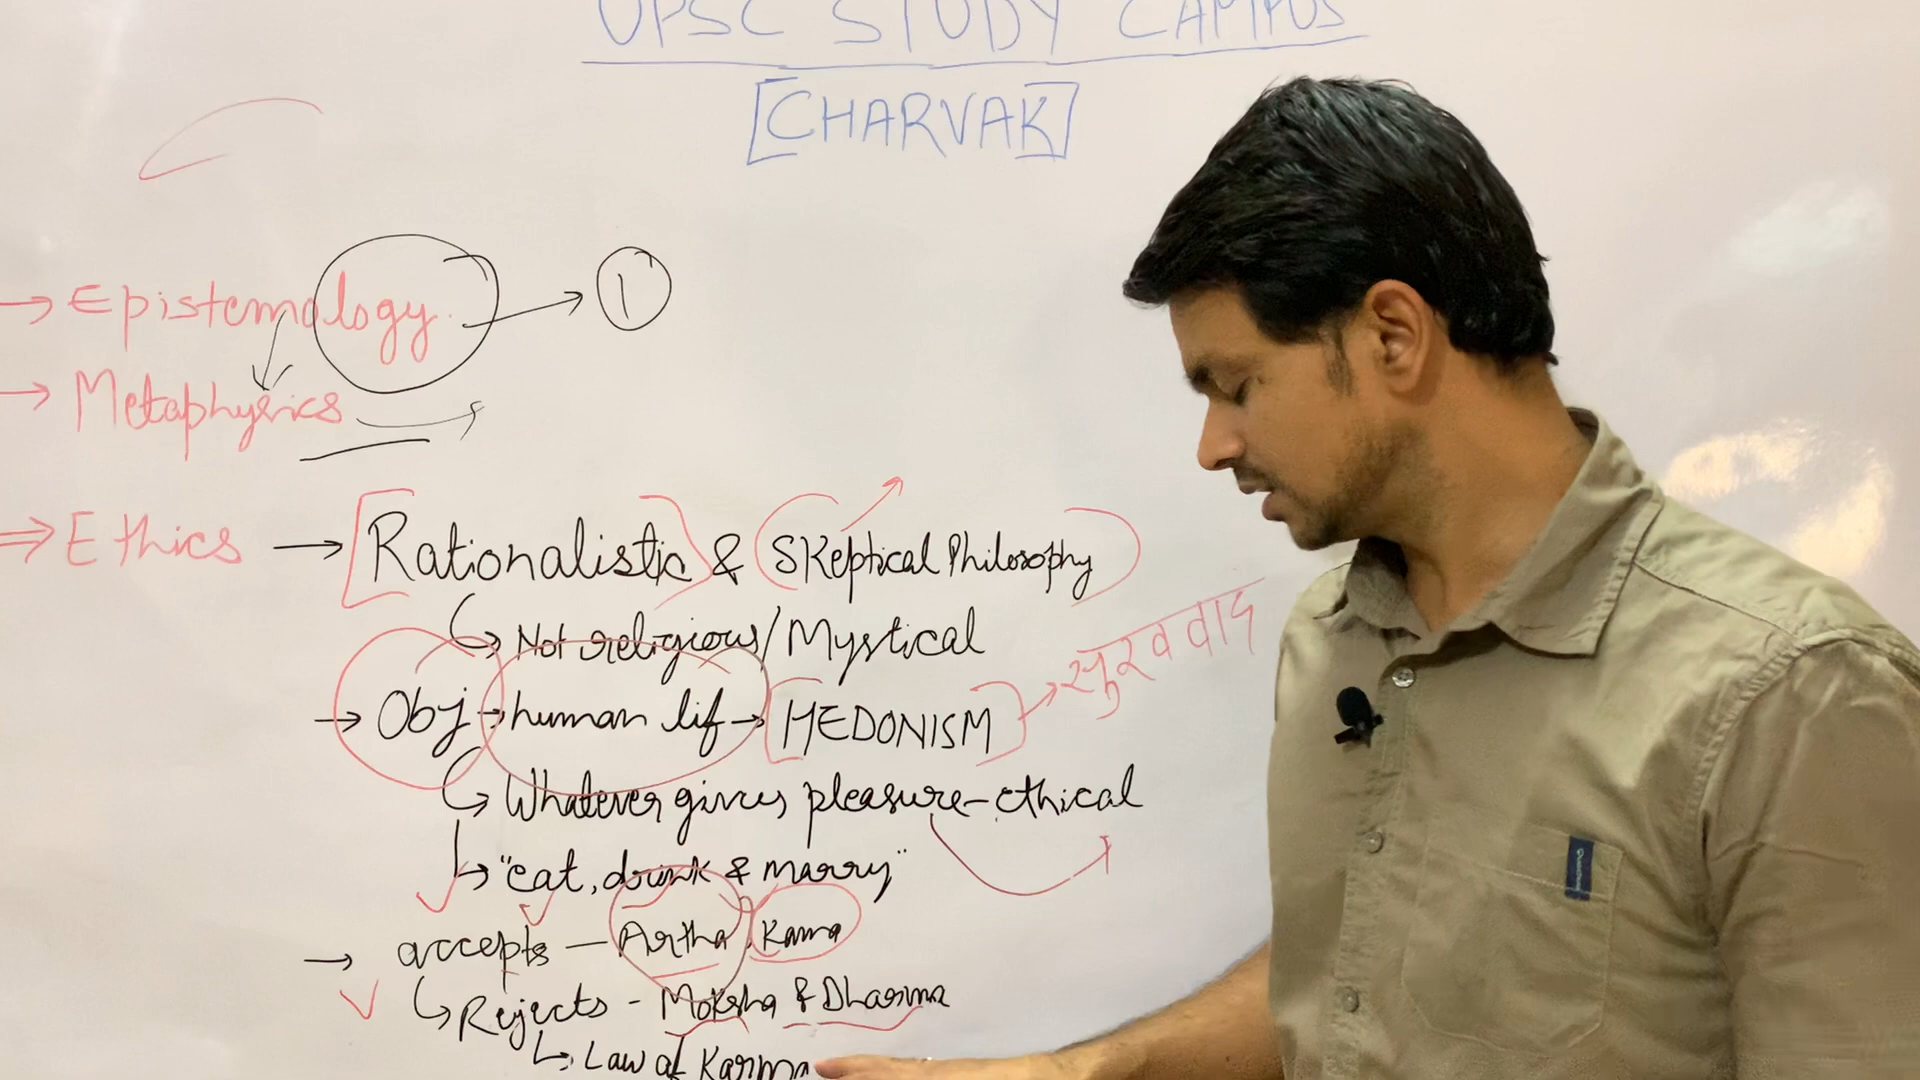 UPSC STUDY CAMPUS
[CHARVAK]
→ Epistemology. → 1
→ Metaphysics
⇒ Ethics → [Rationalistic & Skeptical Philosophy
↳ Not religious/Mystical
→ Obj → human lif → [HEDONISM] → सुखवाद
↳ Whatever gives pleasure - ethical
↳ "eat, drink & marry"
→ accepts - Artha, Kama
↳ Rejects - Moksha & Dharma
↳ Law of Karma